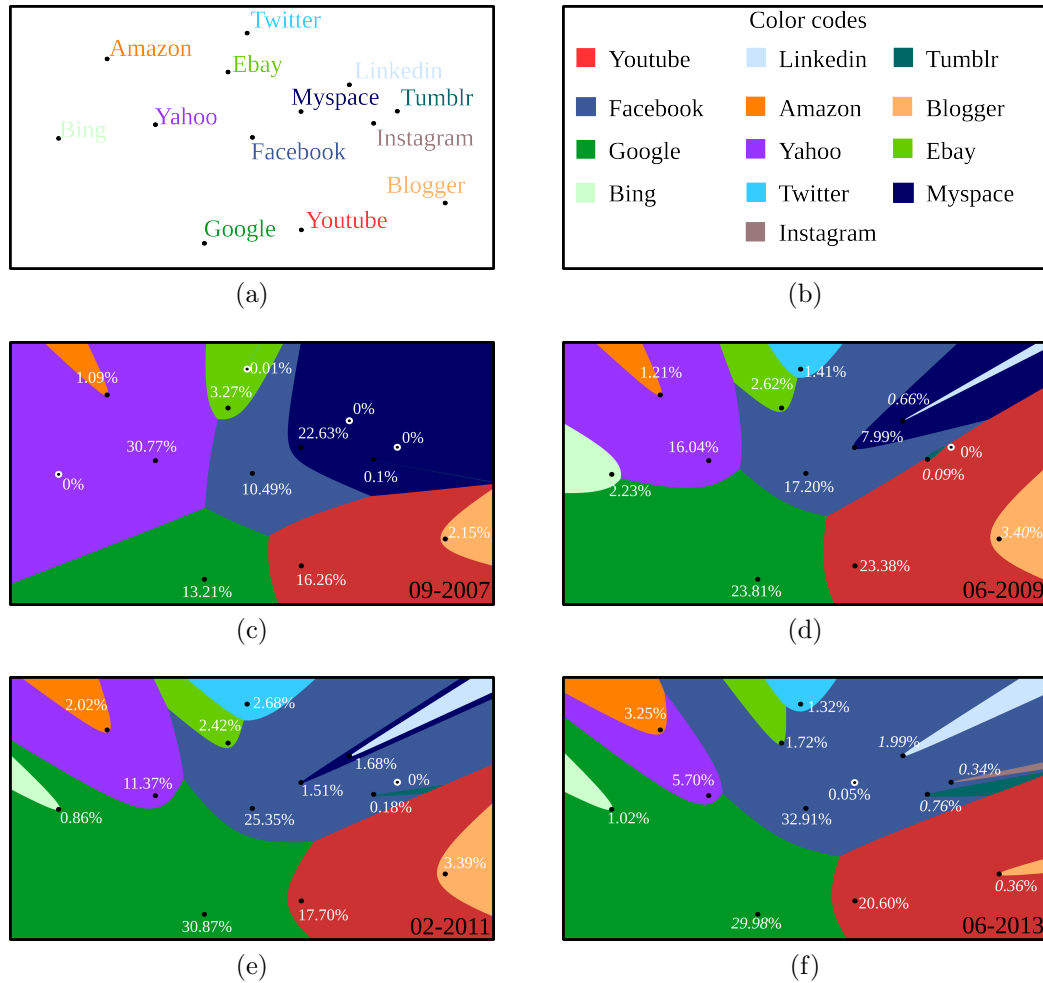 Twitter
Amazon
Ebay
Linkedin
Myspace
Tumblr
Yahoo
Bing
Instagram
Facebook
Blogger
Google
Youtube
(a)
Color codes
Youtube
Linkedin
Tumblr
Facebook
Amazon
Blogger
Google
Yahoo
Ebay
Bing
Twitter
Myspace
Instagram
(b)
0.01%
1.09%
3.27%
0%
22.63%
0%
30.77%
0.1%
0%
10.49%
2.15%
16.26%
13.21%
09-2007
(c)
1.21%
1.41%
2.62%
0.66%
7.99%
16.04%
0%
0.09%
17.20%
2.23%
3.40%
23.38%
23.81%
06-2009
(d)
2.02%
2.68%
2.42%
1.68%
11.37%
0%
1.51%
0.18%
0.86%
25.35%
3.39%
17.70%
30.87%
02-2011
(e)
3.25%
1.32%
1.72%
1.99%
0.34%
5.70%
0.05%
0.76%
1.02%
32.91%
0.36%
20.60%
29.98%
06-2013
(f)